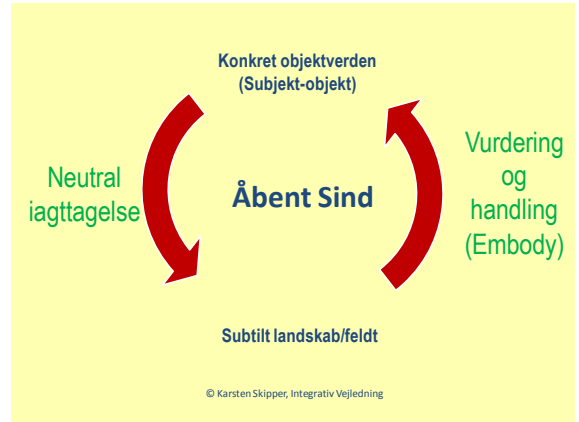 Konkret objektverden
(Subjekt-objekt)
Neutral
iagttagelse
Åbent Sind
Vurdering
og
handling
(Embody)
Subtilt landskab/feldt
© Karsten Skipper, Integrativ Vejledning